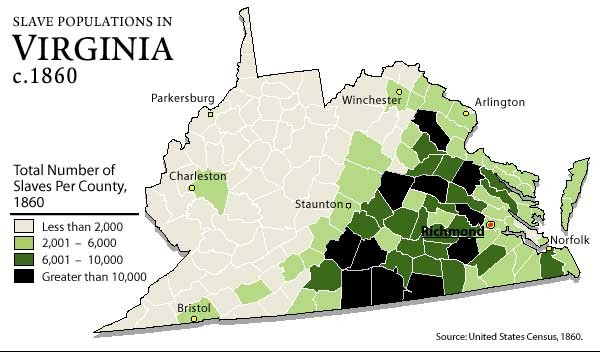 SLAVE POPULATIONS IN
VIRGINIA
c.1860
Parkersburg
Winchester
Arlington
Total Number of
Slaves Per County,
1860
Charleston
Staunton
Less than 2,000
2,001 – 6,000
6,001 – 10,000
Greater than 10,000
Richmond
Norfolk
Bristol
Source: United States Census, 1860.